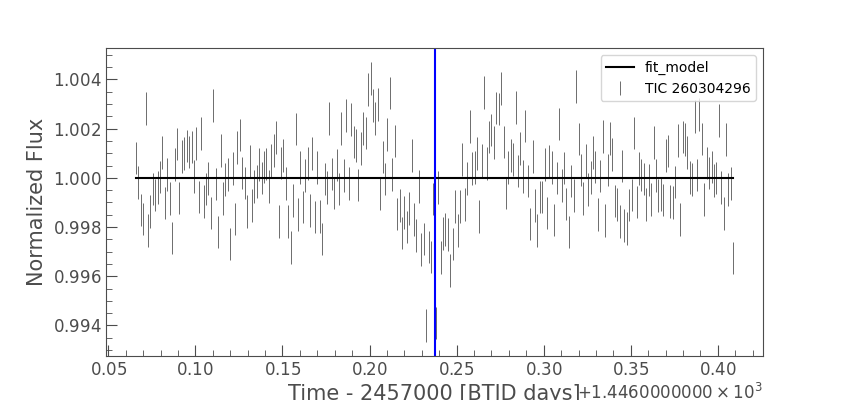 fit_model
TIC 260304296
Normalized Flux
1.004
1.002
1.000
0.998
0.996
0.994
0.05 0.10 0.15 0.20 0.25 0.30 0.35 0.40
Time - 2457000 [BTJD days]
+1.4460000000 × 10³